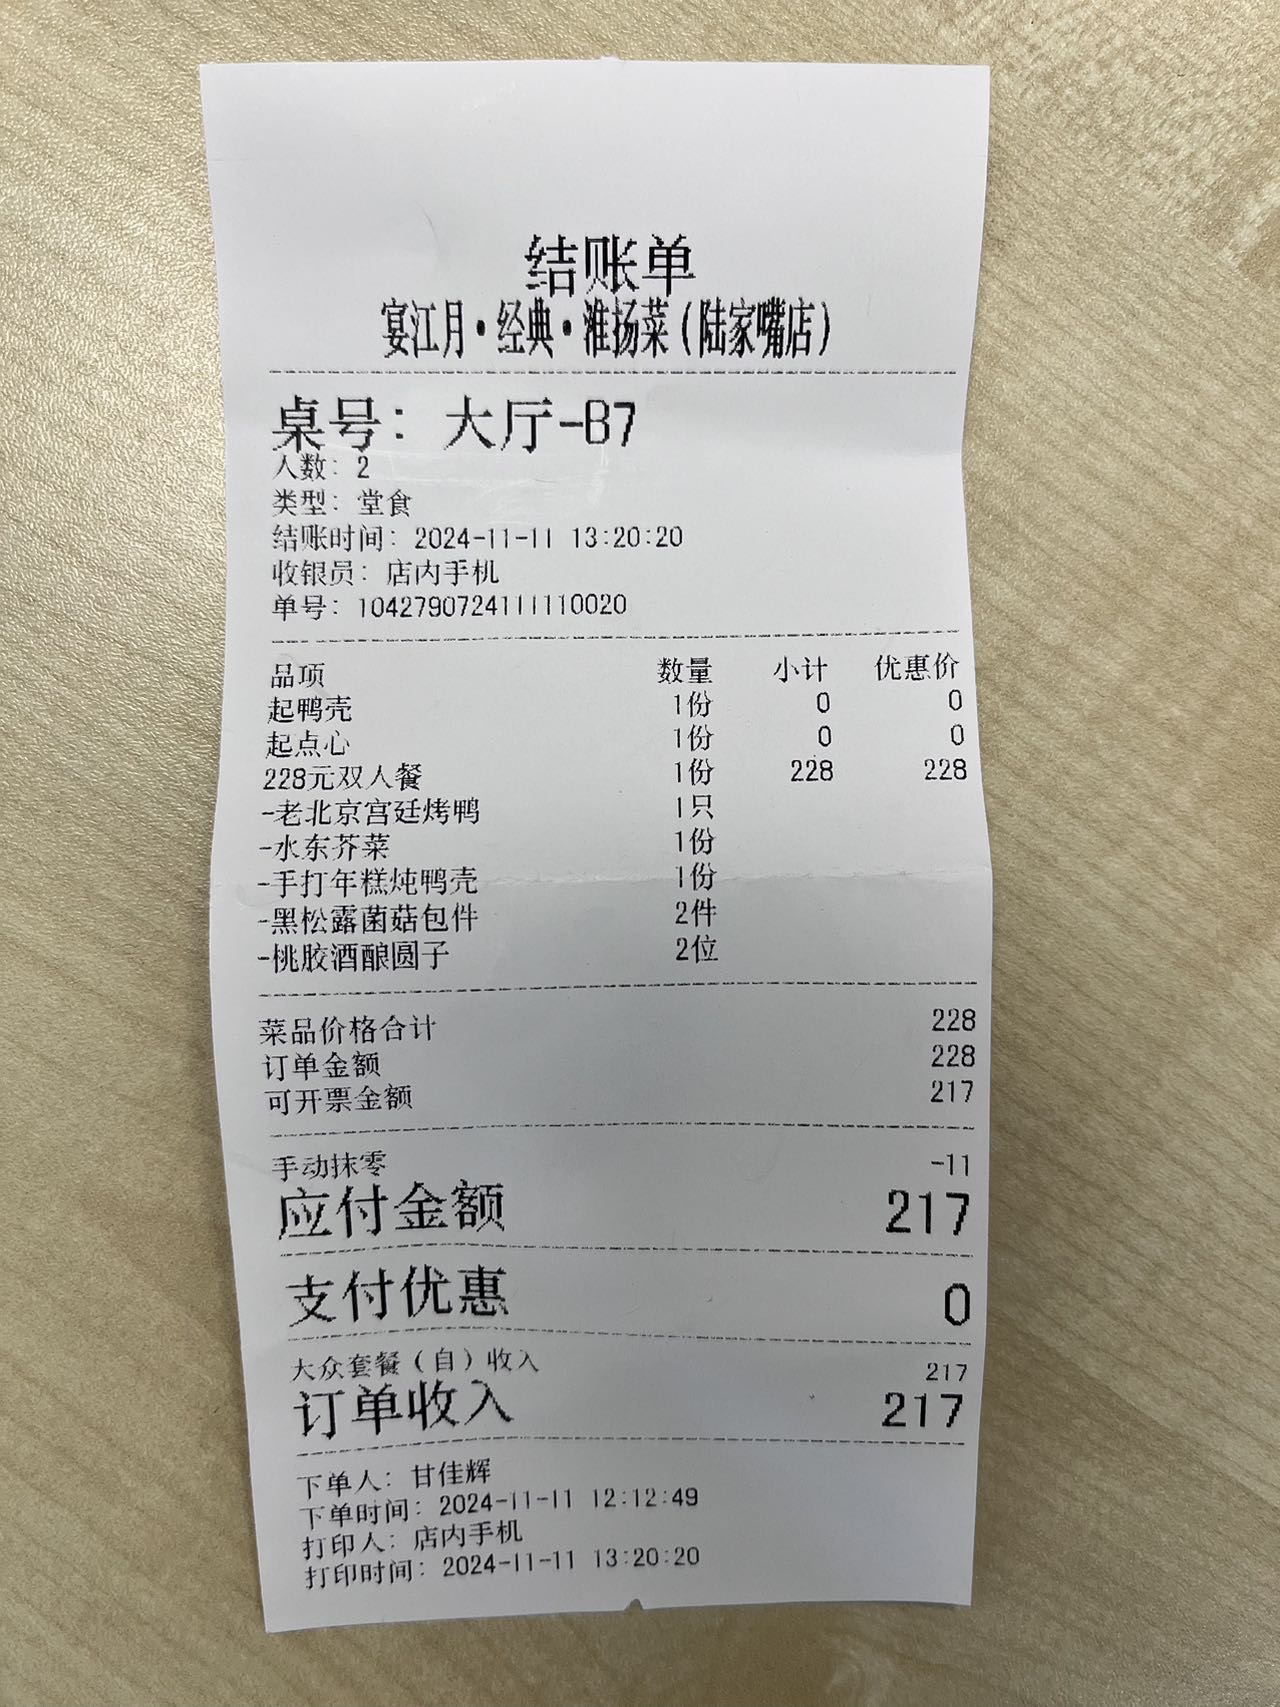 结账单
宴江月·经典·淮扬菜(陆家嘴店)
桌号: 大厅-B7
人数: 2
类型: 堂食
结账时间: 2024-11-11 13:20:20
收银员: 店内手机
单号: 1042790724111110020
品项 数量 小计 优惠价
起鸭壳 1份 0 0
起点心 1份 0 0
228元双人餐 1份 228 228
-老北京宫廷烤鸭 1只
-水东芥菜 1份
-手打年糕炖鸭壳 1份
-黑松露菌菇包件 2件
-桃胶酒酿圆子 2位
菜品价格合计 228
订单金额 228
可开票金额 217
手动抹零 -11
应付金额 217
支付优惠 0
大众套餐(自)收入 217
订单收入 217
下单人: 甘佳辉
下单时间: 2024-11-11 12:12:49
打印人: 店内手机
打印时间: 2024-11-11 13:20:20